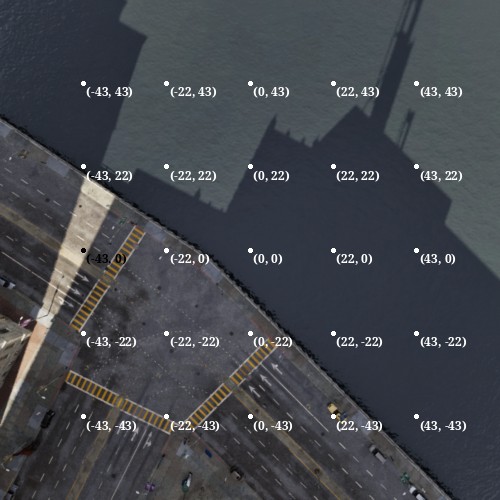 (-43, 43) (-22, 43) (0, 43) (22, 43) (43, 43)
(-43, 22) (-22, 22) (0, 22) (22, 22) (43, 22)
(-43, 0) (-22, 0) (0, 0) (22, 0) (43, 0)
(-43, -22) (-22, -22) (0, -22) (22, -22) (43, -22)
(-43, -43) (-22, -43) (0, -43) (22, -43) (43, -43)